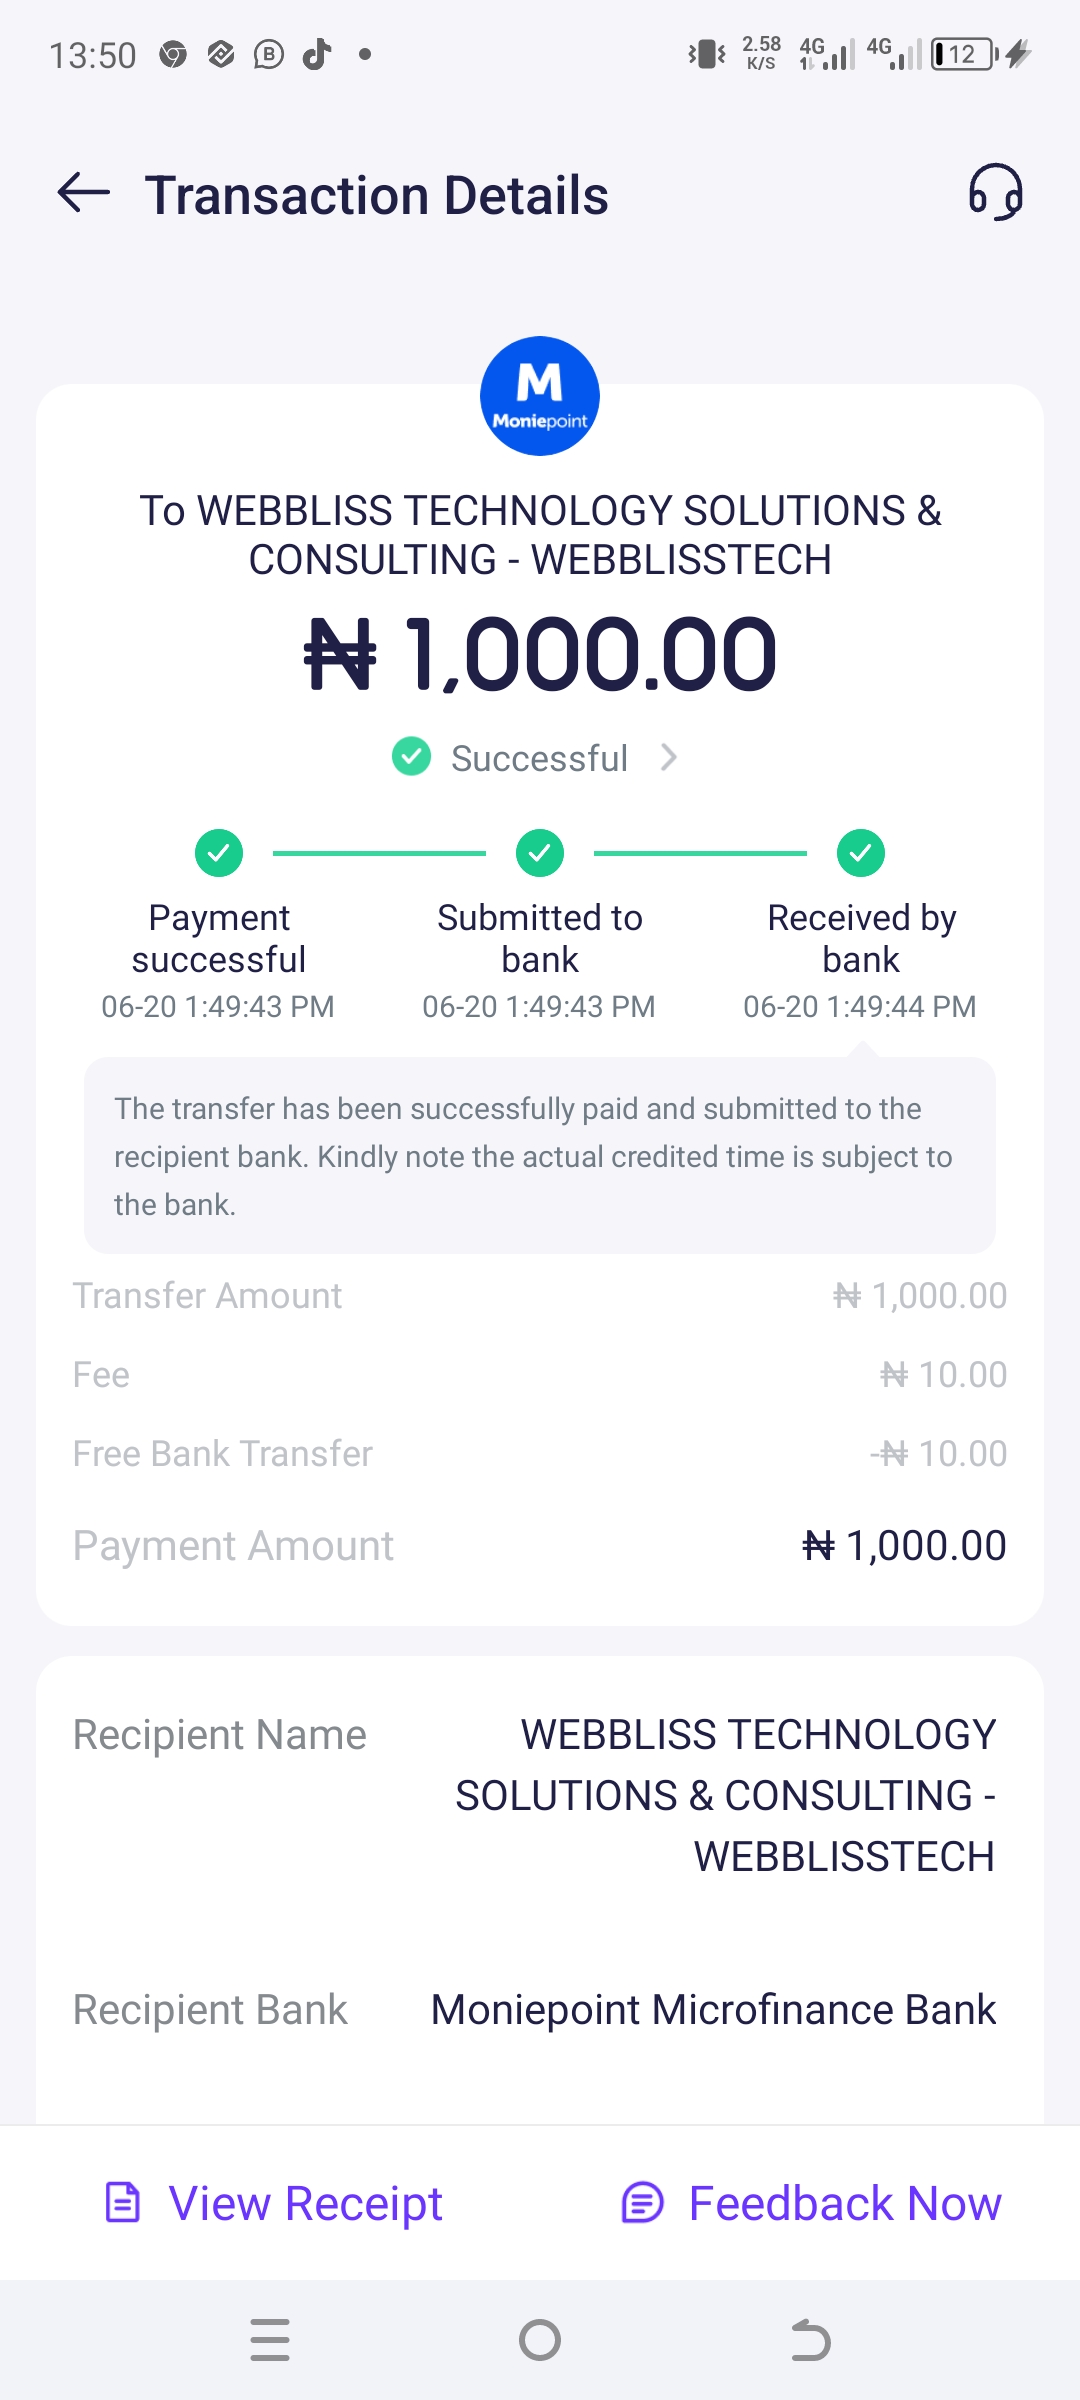 13:50
2.58 K/S 4G 4G 12
Transaction Details
M
Moniepoint
To WEBBLISS TECHNOLOGY SOLUTIONS &
CONSULTING - WEBBLISSTECH
₦ 1,000.00
Successful
Payment successful
06-20 1:49:43 PM
Submitted to bank
06-20 1:49:43 PM
Received by bank
06-20 1:49:44 PM
The transfer has been successfully paid and submitted to the
recipient bank. Kindly note the actual credited time is subject to
the bank.
Transfer Amount ₦ 1,000.00
Fee ₦ 10.00
Free Bank Transfer -₦ 10.00
Payment Amount ₦ 1,000.00
Recipient Name WEBBLISS TECHNOLOGY
SOLUTIONS & CONSULTING -
WEBBLISSTECH
Recipient Bank Moniepoint Microfinance Bank
View Receipt Feedback Now